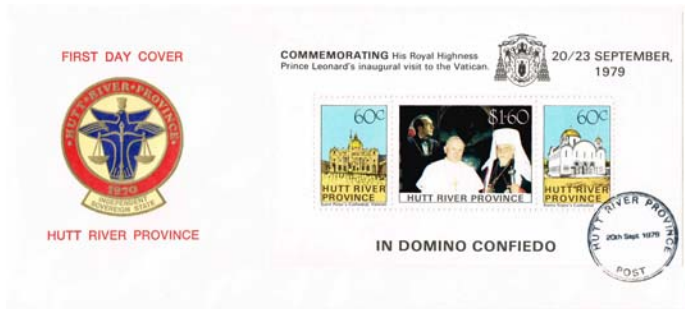 FIRST DAY COVER
HUTT • RIVER • PROVINCE
1970
INDEPENDENT
SOVEREIGN STATE
HUTT RIVER PROVINCE
COMMEMORATING His Royal Highness
Prince Leonard's inaugural visit to the Vatican.
20/23 SEPTEMBER,
1979
60c
HUTT RIVER
PROVINCE
$1·60
HUTT RIVER PROVINCE
60c
HUTT RIVER
PROVINCE
IN DOMINO CONFIEDO
HUTT RIVER PROVINCE
20th Sept 1979
POST